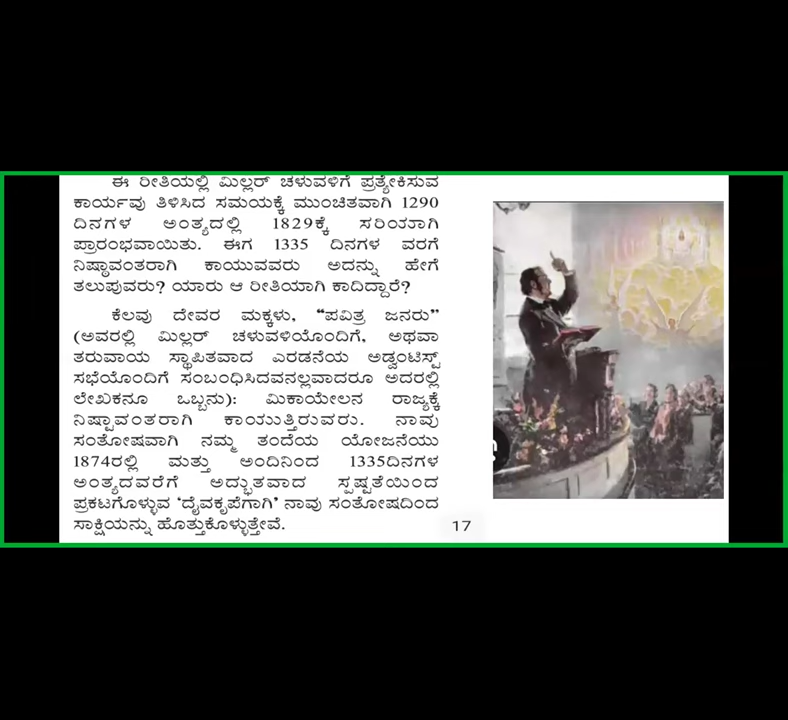 ಈ ರೀತಿಯಲ್ಲಿ ಮಿಲ್ಲರ್ ಚಳುವಳಿಗೆ ಪ್ರತ್ಯೇಕಿಸುವ
ಕಾರ್ಯವು ತಿಳಿಸಿದ ಸಮಯಕ್ಕೆ ಮುಂಚಿತವಾಗಿ 1290
ದಿನಗಳ ಅಂತ್ಯದಲ್ಲಿ 1829ಕ್ಕೆ ಸರಿಯಾಗಿ
ಪ್ರಾರಂಭವಾಯಿತು. ಈಗ 1335 ದಿನಗಳ ವರಗೆ
ನಿಷ್ಠಾವಂತರಾಗಿ ಕಾಯುವವರು ಅದನ್ನು ಹೇಗೆ
ತಲುಪುವರು? ಯಾರು ಆ ರೀತಿಯಾಗಿ ಕಾದಿದ್ದಾರೆ?
ಕೆಲವು ದೇವರ ಮಕ್ಕಳು, “ಪವಿತ್ರ ಜನರು”
(ಅವರಲ್ಲಿ ಮಿಲ್ಲರ್ ಚಳುವಳಿಯೊಂದಿಗೆ, ಅಥವಾ
ತರುವಾಯ ಸ್ಥಾಪಿತವಾದ ಎರಡನೆಯ ಅಡ್ವಂಟಿಸ್ಟ್
ಸಭೆಯೊಂದಿಗೆ ಸಂಬಂಧಿಸಿದವನಲ್ಲವಾದರೂ ಅದರಲ್ಲಿ
ಲೇಖಕನೂ ಒಬ್ಬನು): ಮಿಕಾಯೇಲನ ರಾಜ್ಯಕ್ಕೆ
ನಿಷ್ಠಾವಂತರಾಗಿ ಕಾಯುುತ್ತಿರುವರು. ನಾವು
ಸಂತೋಷವಾಗಿ ನಮ್ಮ ತಂದೆಯ ಯೋಜನೆಯು
1874ರಲ್ಲಿ ಮತ್ತು ಅಂದಿನಿಂದ 1335ದಿನಗಳ
ಅಂತ್ಯದವರೆಗೆ ಅದ್ಭುತವಾದ ಸ್ಪಷ್ಟತೆಯಿಂದ
ಪ್ರಕಟಗೊಳ್ಳುವ ‘ದೈವಕೃಪೆಗಾಗಿ’ ನಾವು ಸಂತೋಷದಿಂದ
ಸಾಕ್ಷಿಯನ್ನು ಹೊತ್ತುಕೊಳ್ಳುತ್ತೇವೆ.
17